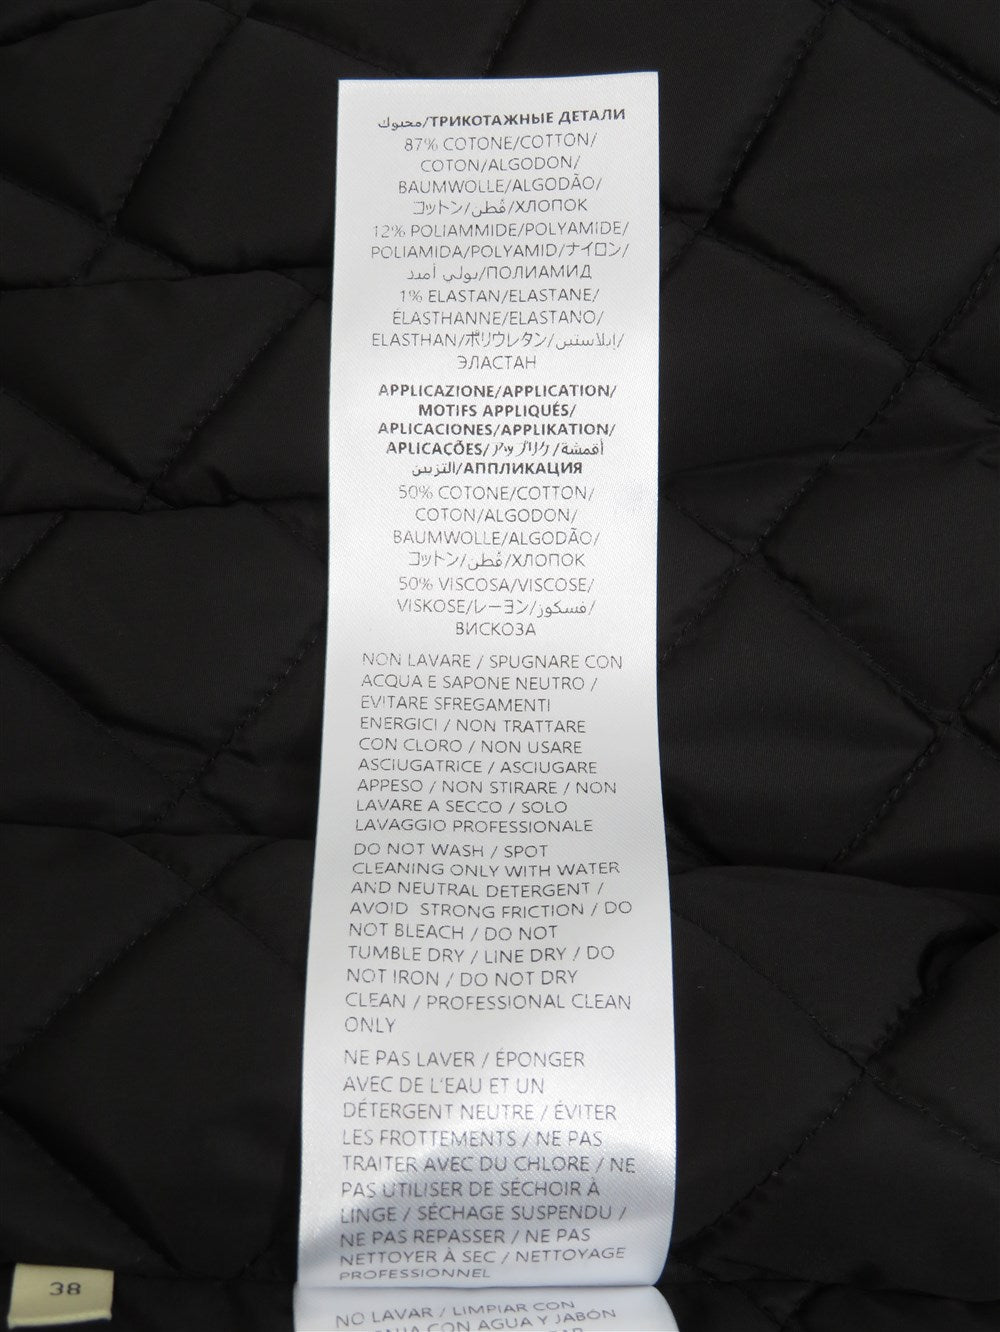 محبوك/ТРИКОТАЖНЫЕ ДЕТАЛИ
87% COTONE/COTTON/
COTON/ALGODON/
BAUMWOLLE/ALGODÃO/
コットン/قُطن/ХЛОПОК
12% POLIAMMIDE/POLYAMIDE/
POLIAMIDA/POLYAMID/ナイロン/
بولي أميد/ПОЛИАМИД
1% ELASTAN/ELASTANE/
ÉLASTHANNE/ELASTANO/
ELASTHAN/ポリウレタン/إيلاستين/
ЭЛАСТАН
APPLICAZIONE/APPLICATION/
MOTIFS APPLIQUÉS/
APLICACIONES/APPLIKATION/
APLICAÇÕES/アップリケ/أقمشة
التزيين/АППЛИКАЦИЯ
50% COTONE/COTTON/
COTON/ALGODON/
BAUMWOLLE/ALGODÃO/
コットン/قُطن/ХЛОПОК
50% VISCOSA/VISCOSE/
VISKOSE/レーヨン/فسكوز/
ВИСКОЗА
NON LAVARE / SPUGNARE CON
ACQUA E SAPONE NEUTRO /
EVITARE SFREGAMENTI
ENERGICI / NON TRATTARE
CON CLORO / NON USARE
ASCIUGATRICE / ASCIUGARE
APPESO / NON STIRARE / NON
LAVARE A SECCO / SOLO
LAVAGGIO PROFESSIONALE
DO NOT WASH / SPOT
CLEANING ONLY WITH WATER
AND NEUTRAL DETERGENT /
AVOID STRONG FRICTION / DO
NOT BLEACH / DO NOT
TUMBLE DRY / LINE DRY / DO
NOT IRON / DO NOT DRY
CLEAN / PROFESSIONAL CLEAN
ONLY
NE PAS LAVER / ÉPONGER
AVEC DE L'EAU ET UN
DÉTERGENT NEUTRE / ÉVITER
LES FROTTEMENTS / NE PAS
TRAITER AVEC DU CHLORE / NE
PAS UTILISER DE SÉCHOIR À
LINGE / SÉCHAGE SUSPENDU /
NE PAS REPASSER / NE PAS
NETTOYER À SEC / NETTOYAGE
PROFESSIONNEL
NO LAVAR / LIMPIAR CON
CON AGUA Y JABÓN
38